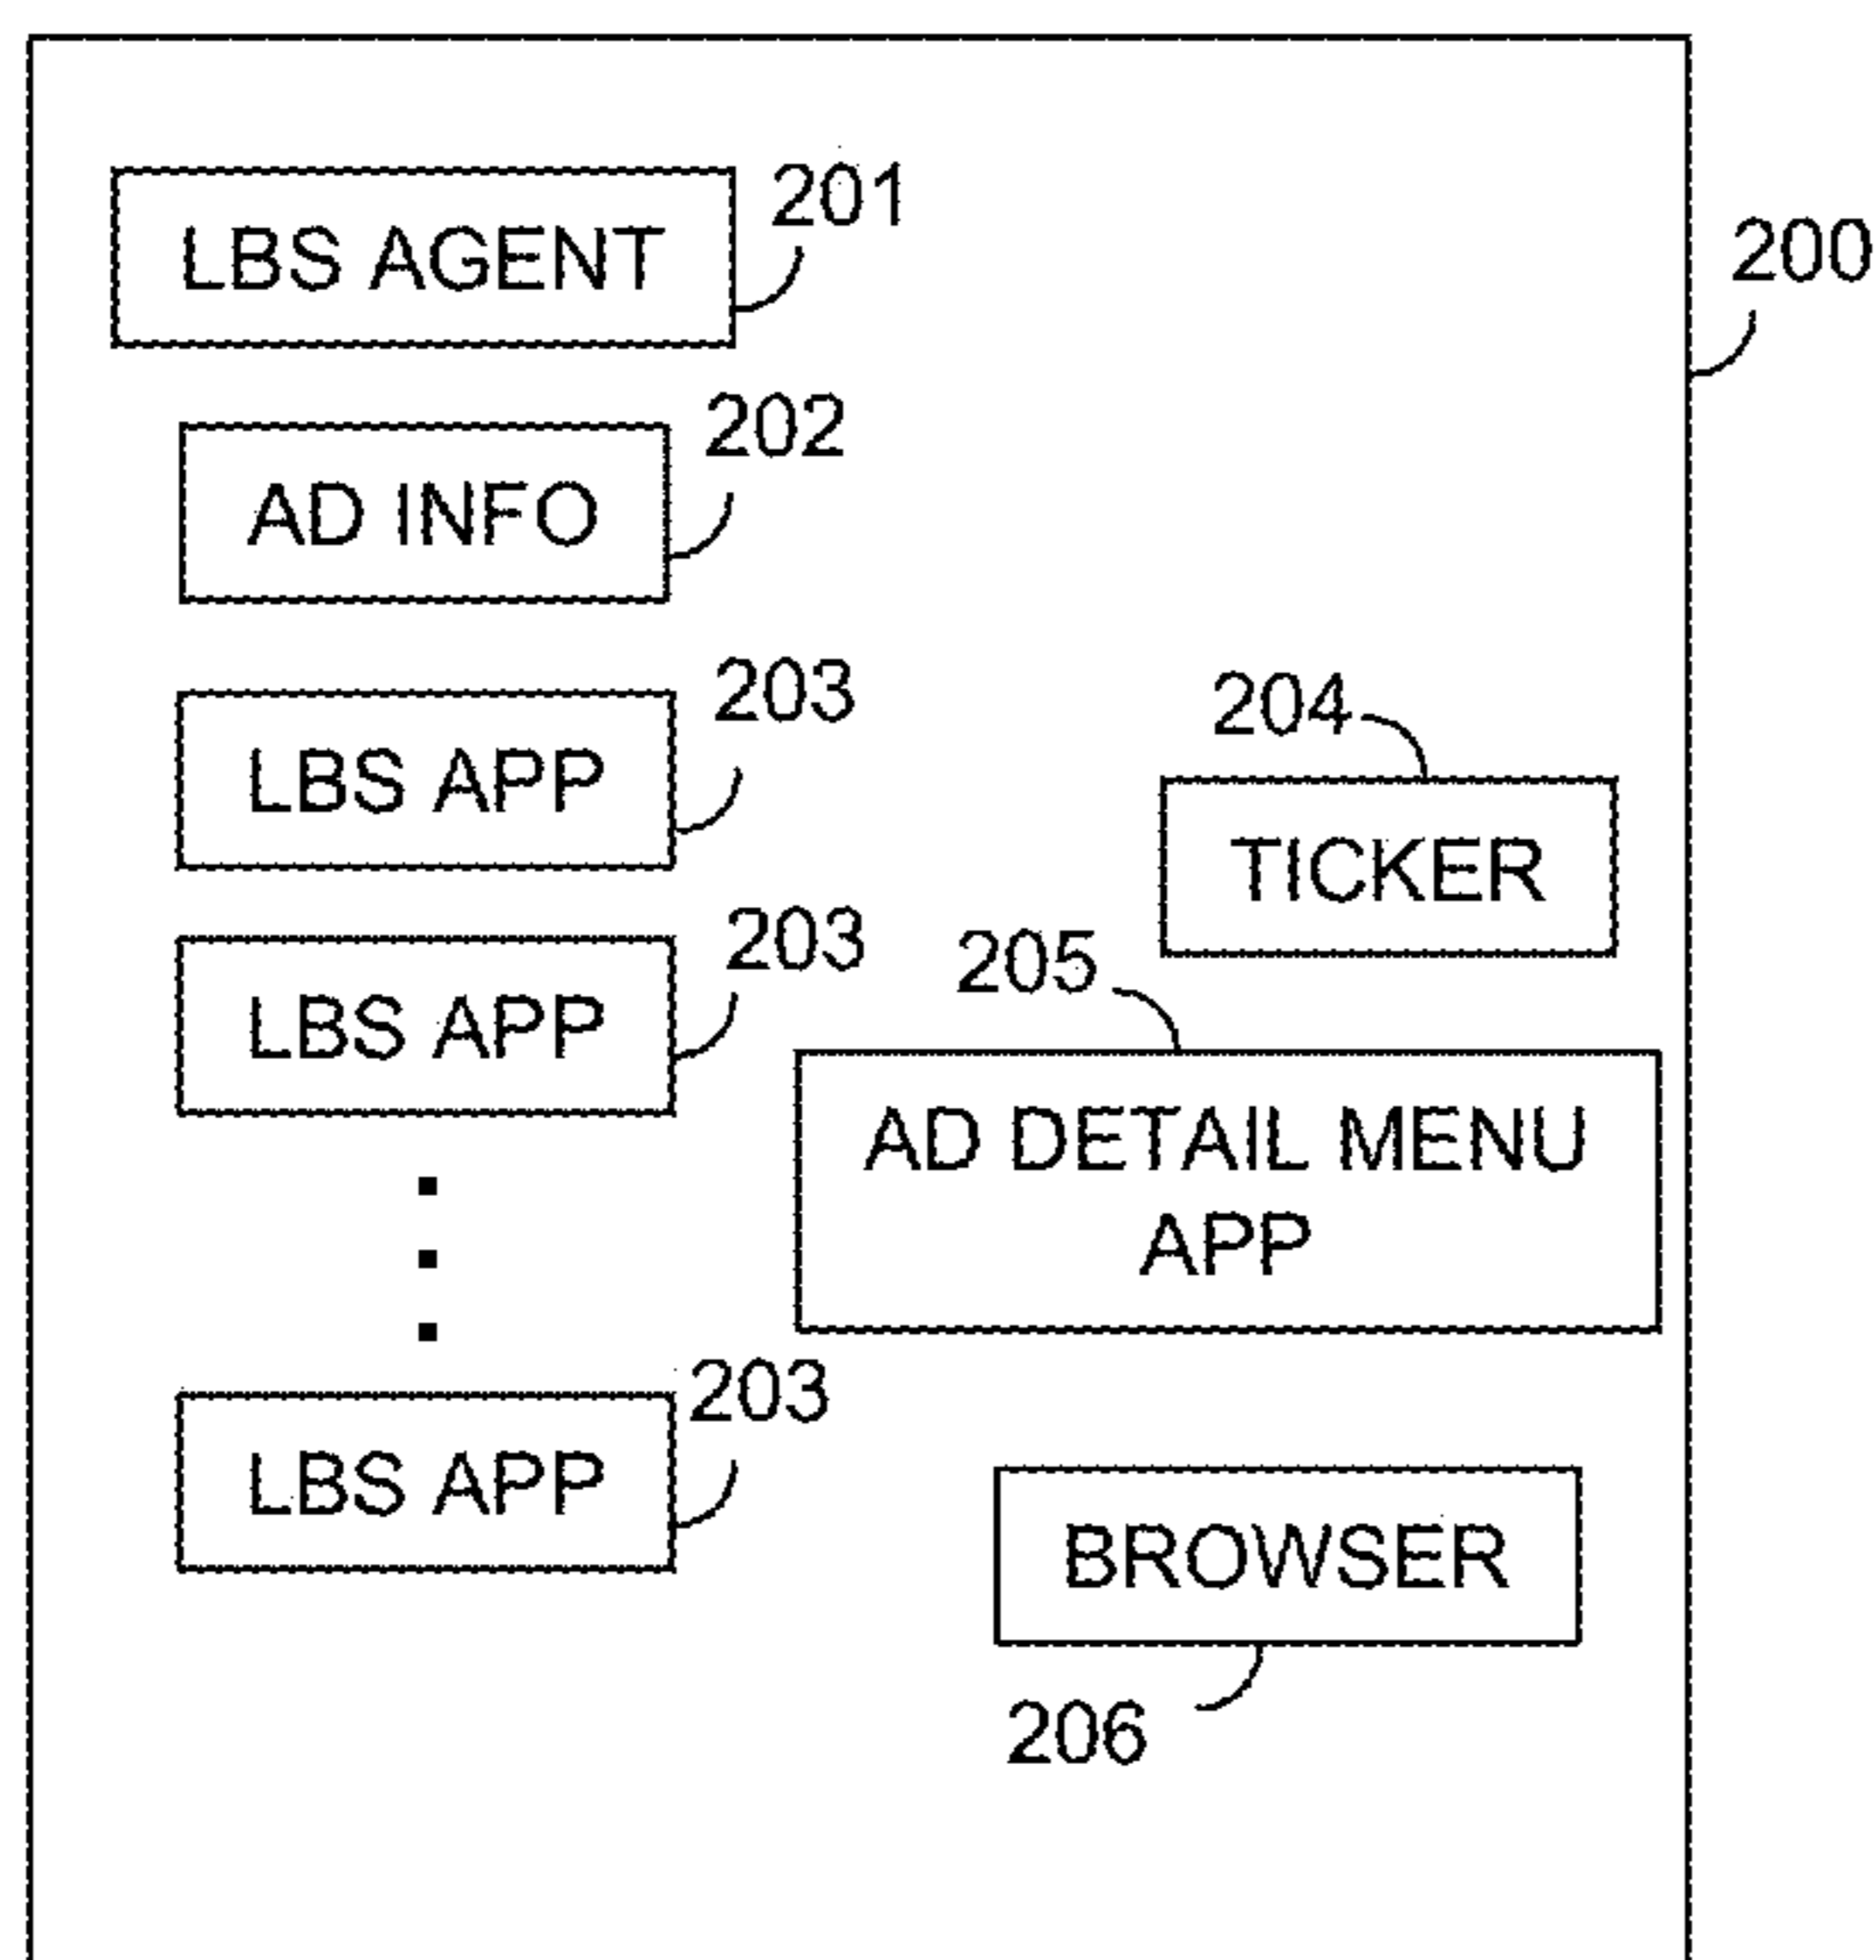 201
LBS AGENT
200
202
AD INFO
203
LBS APP
204
TICKER
203
LBS APP
205
AD DETAIL MENU
APP
203
LBS APP
BROWSER
206